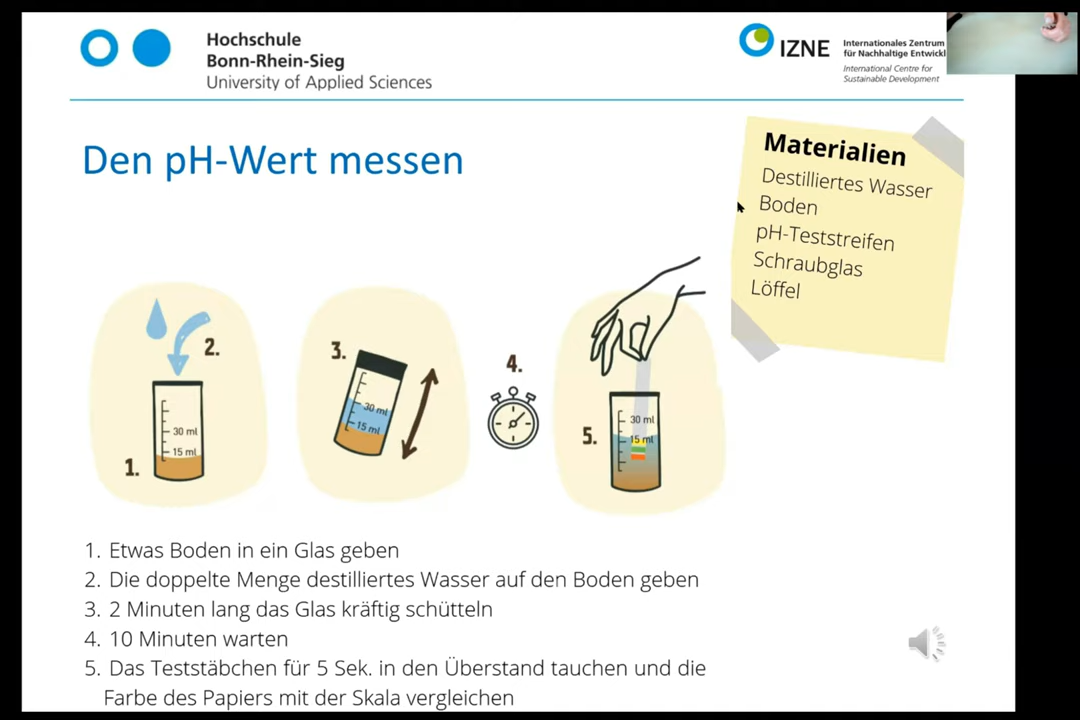 Hochschule
Bonn-Rhein-Sieg
University of Applied Sciences
IZNE
Internationales Zentrum
für Nachhaltige Entwickl
International Centre for
Sustainable Development
Den pH-Wert messen
Materialien
Destilliertes Wasser
Boden
pH-Teststreifen
Schraubglas
Löffel
2.
30 ml
15 ml
1.
3.
30 ml
15 ml
4.
5.
30 ml
15 ml
1. Etwas Boden in ein Glas geben
2. Die doppelte Menge destilliertes Wasser auf den Boden geben
3. 2 Minuten lang das Glas kräftig schütteln
4. 10 Minuten warten
5. Das Teststäbchen für 5 Sek. in den Überstand tauchen und die
Farbe des Papiers mit der Skala vergleichen